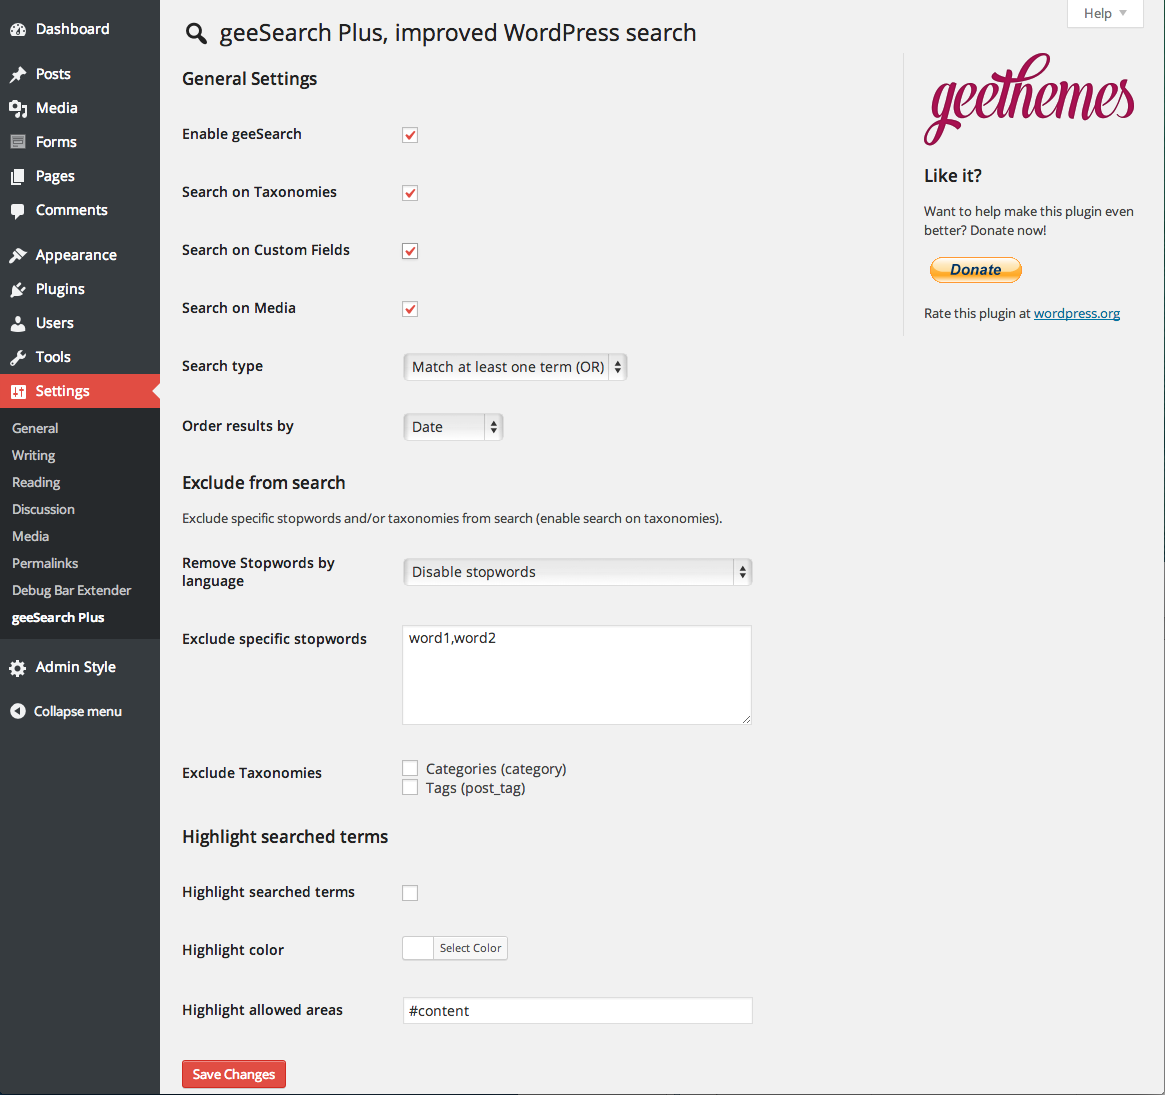 Dashboard
Posts
Media
Forms
Pages
Comments
Appearance
Plugins
Users
Tools
Settings
General
Writing
Reading
Discussion
Media
Permalinks
Debug Bar Extender
geeSearch Plus
Admin Style
Collapse menu
Help
geeSearch Plus, improved WordPress search
General Settings
Enable geeSearch
Search on Taxonomies
Search on Custom Fields
Search on Media
Search type
Match at least one term (OR)
Order results by
Date
Exclude from search
Exclude specific stopwords and/or taxonomies from search (enable search on taxonomies).
Remove Stopwords by
language
Disable stopwords
Exclude specific stopwords
word1,word2
Exclude Taxonomies
Categories (category)
Tags (post_tag)
Highlight searched terms
Highlight searched terms
Highlight color
Select Color
Highlight allowed areas
#content
Save Changes
geethemes
Like it?
Want to help make this plugin even
better? Donate now!
Donate
Rate this plugin at wordpress.org